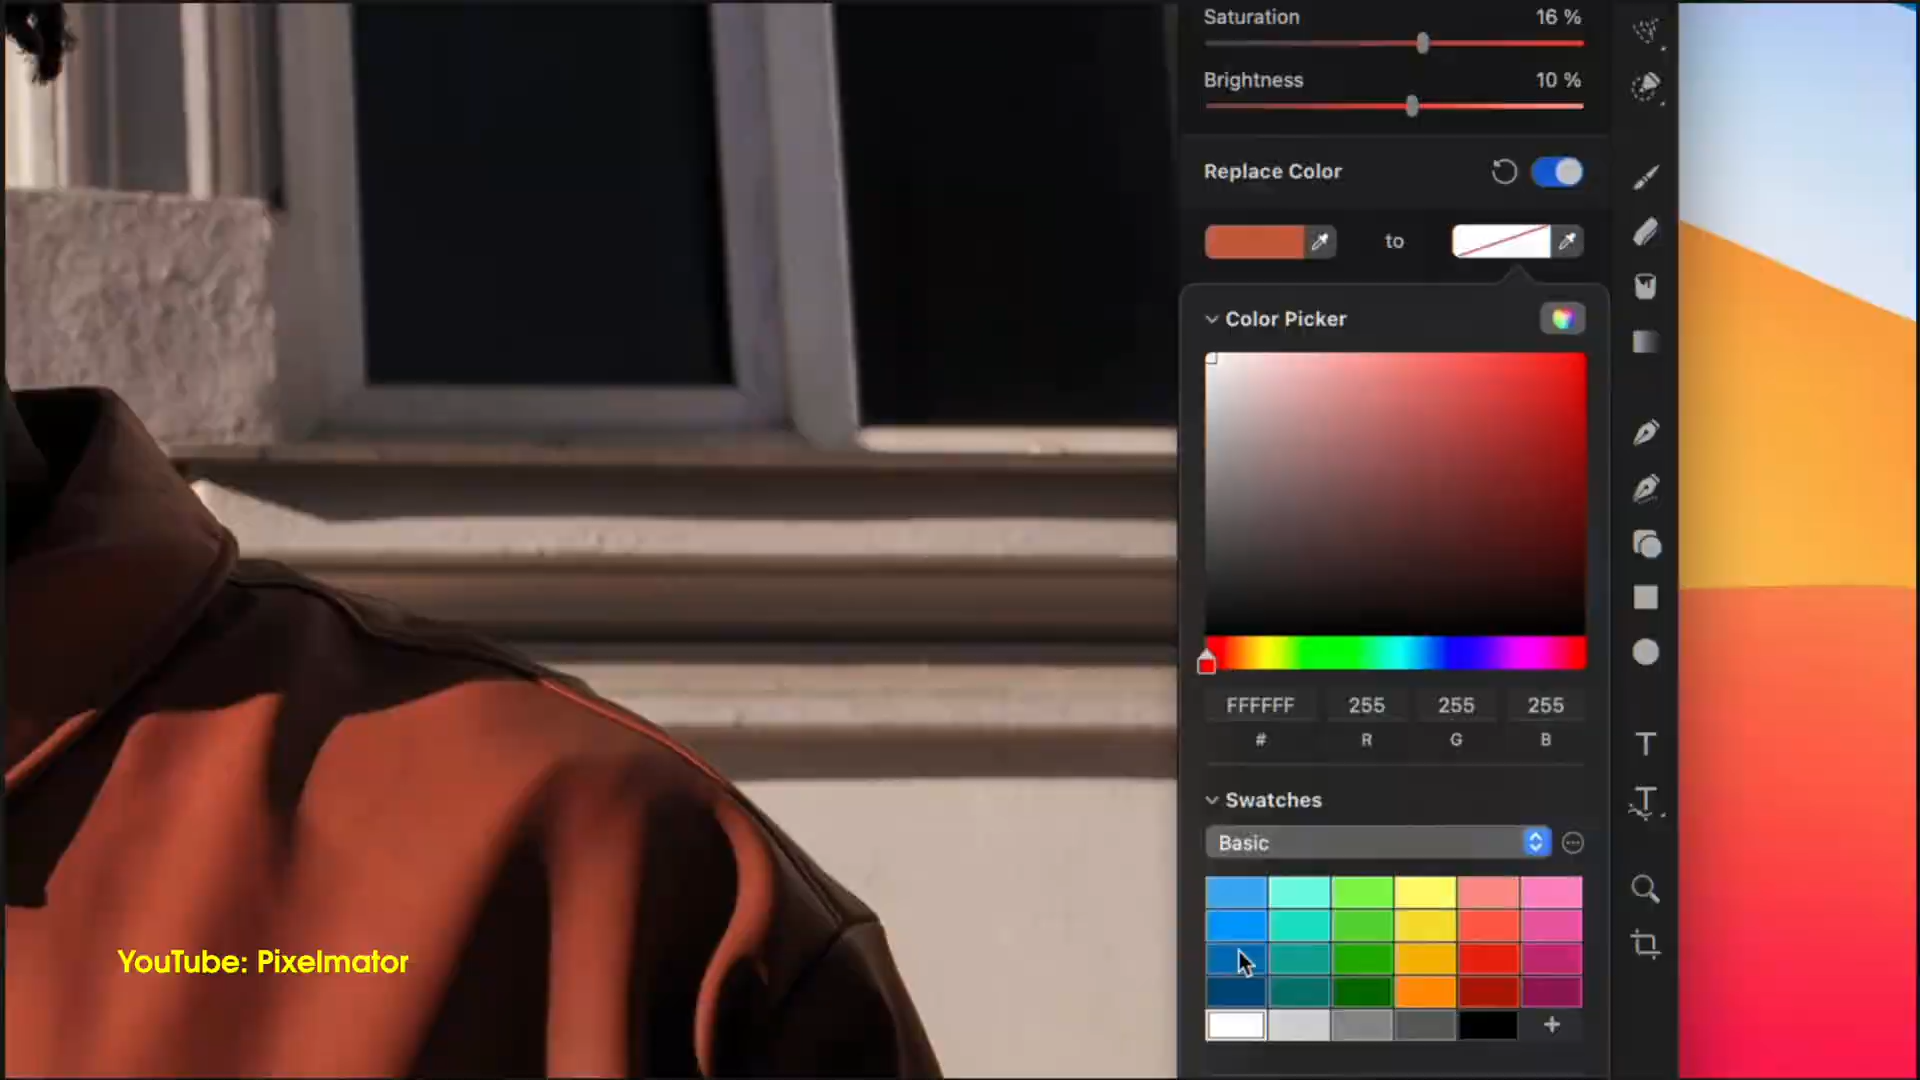 Saturation 16 %
Brightness 10 %
Replace Color
to
Color Picker
FFFFFF 255 255 255
# R G B
Swatches
Basic
T
T
YouTube: Pixelmator